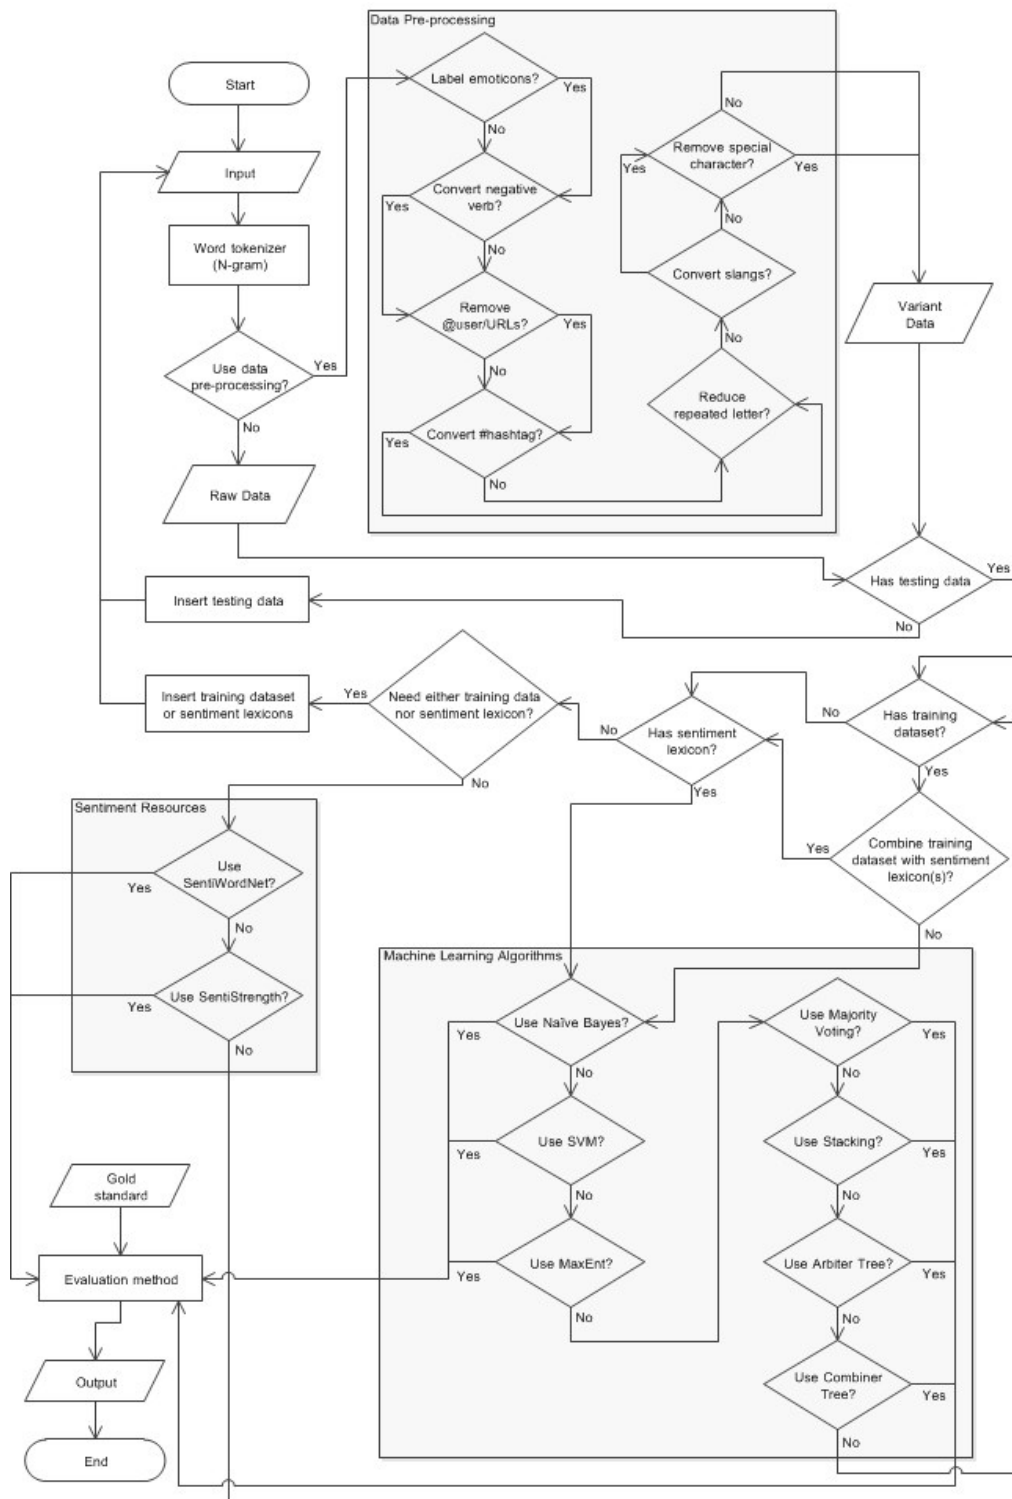 Data Pre-processing
Start
Label emoticons?
Yes
No
No
Input
Remove special
character?
Yes
Yes
Convert negative
verb?
Yes
No
No
Word tokenizer
(N-gram)
Convert slangs?
Variant
Data
Remove
@user/URLs?
Yes
No
No
Use data
pre-processing?
Yes
No
Reduce
repeated letter?
Convert #hashtag?
Yes
No
Raw Data
Has testing data
Yes
No
Insert testing data
Insert training dataset
or sentiment lexicons
Yes
Need either training data
nor sentiment lexicon?
No
No
Has sentiment
lexicon?
Yes
No
Has training
dataset?
Yes
Sentiment Resources
Use
SentiWordNet?
Yes
No
Yes
Combine training
dataset with sentiment
lexicon(s)?
No
Use SentiStrength?
Yes
No
Machine Learning Algorithms
Use Naïve Bayes?
Yes
No
Use Majority
Voting?
Yes
No
Use SVM?
Yes
No
Use Stacking?
Yes
No
Gold
standard
Evaluation method
Use MaxEnt?
Yes
No
Use Arbiter Tree?
Yes
No
Output
Use Combiner
Tree?
Yes
No
End